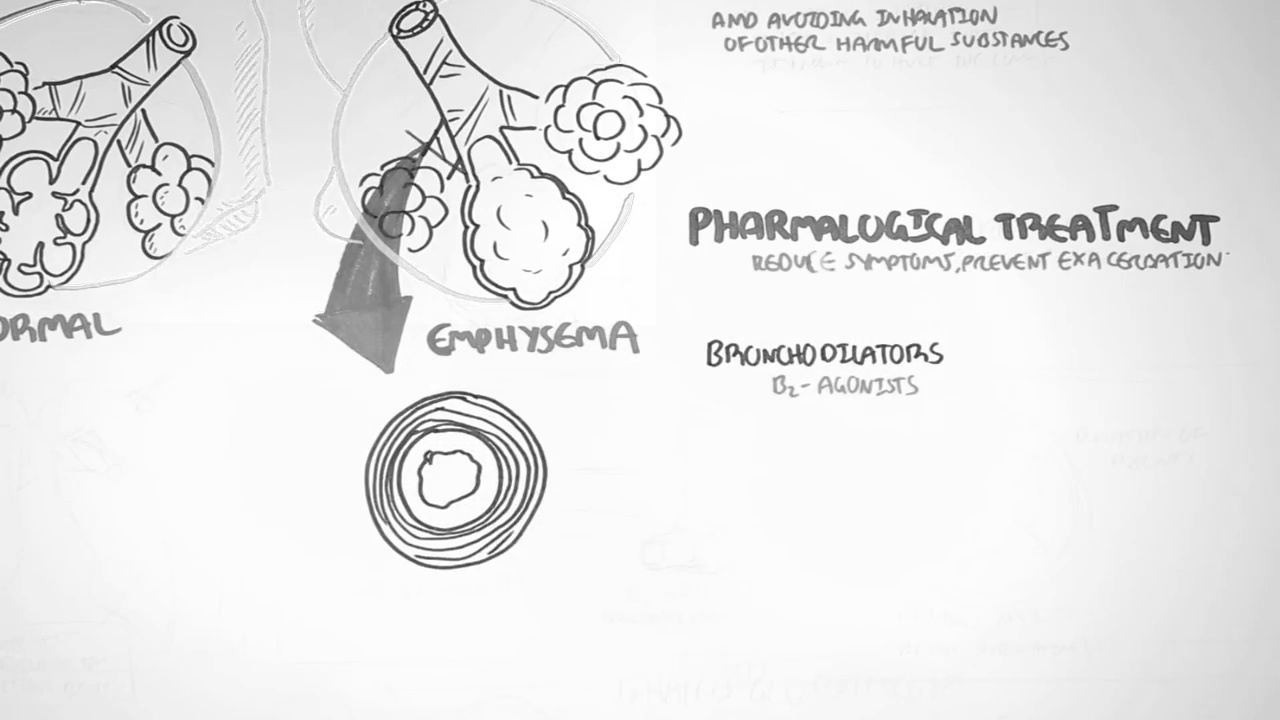 AND AVOIDING INHALATION
OF OTHER HARMFUL SUBSTANCES
PHARMALOGICAL TREATMENT
REDUCE SYMPTOMS, PREVENT EXACERBATION
ORMAL
EMPHYSEMA
BRONCHODILATORS
B2- AGONISTS